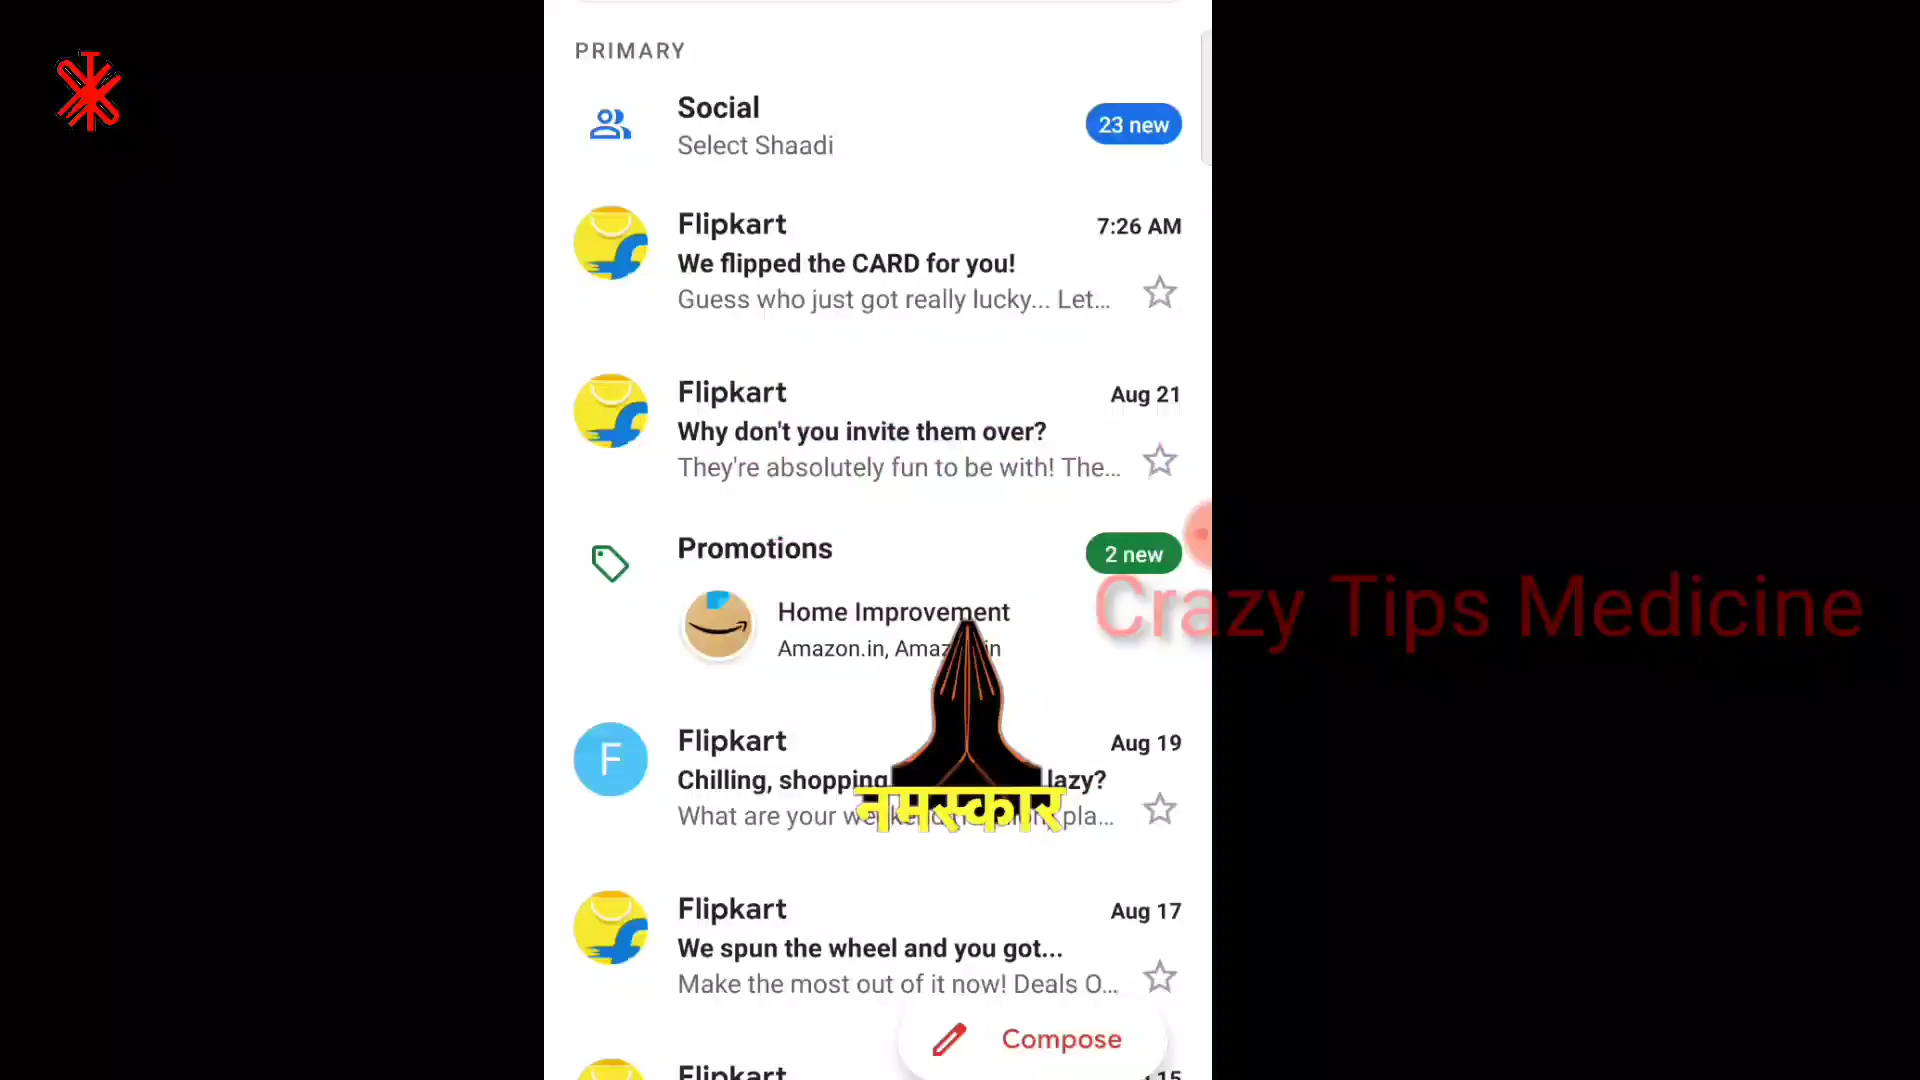 PRIMARY
Social
23 new
Select Shaadi
Flipkart
7:26 AM
We flipped the CARD for you!
Guess who just got really lucky... Let...
Flipkart
Aug 21
Why don't you invite them over?
They're absolutely fun to be with! The...
Promotions
2 new
Home Improvement
Crazy Tips Medicine
Amazon.in,
Flipkart
Aug 19
Chilling, shopping lazy?
नमस्कार
What are your pla...
F
Flipkart
Aug 17
We spun the wheel and you got...
Make the most out of it now! Deals O...
Compose
Flipkart
15